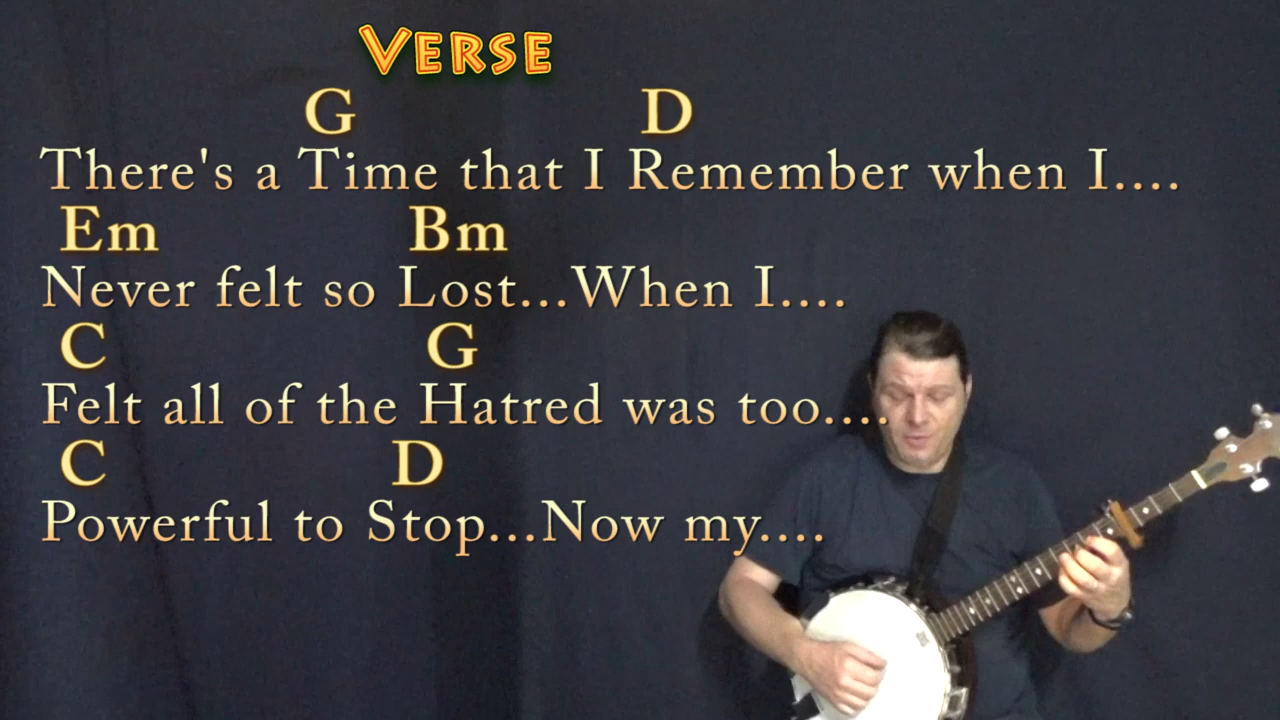 VERSE
G D
There's a Time that I Remember when I....
Em Bm
Never felt so Lost...When I....
C G
Felt all of the Hatred was too....
C D
Powerful to Stop...Now my....